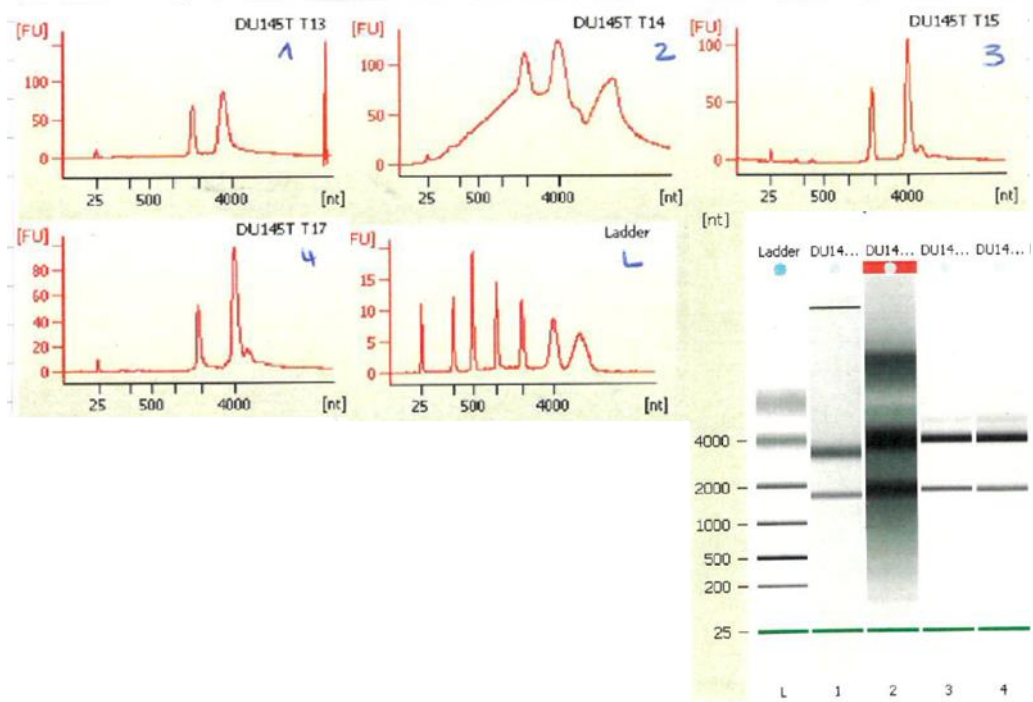 DU145T T13
[FU]
1
100
50
0
25 500 4000 [nt]
DU145T T14
[FU]
2
100
50
0
25 500 4000 [nt]
DU145T T15
[FU]
3
100
50
0
25 500 4000 [nt]
DU145T T17
[FU]
4
80
60
40
20
0
25 500 4000 [nt]
Ladder
FU]
L
15
10
5
0
25 500 4000 [nt]
[nt]
Ladder DU14... DU14... DU14... DU14...
4000
2000
1000
500
200
25
L 1 2 3 4